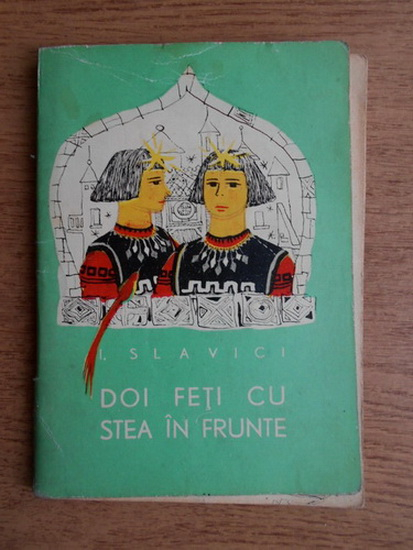 I. SLAVICI
DOI FEȚI CU
STEA ÎN FRUNTE